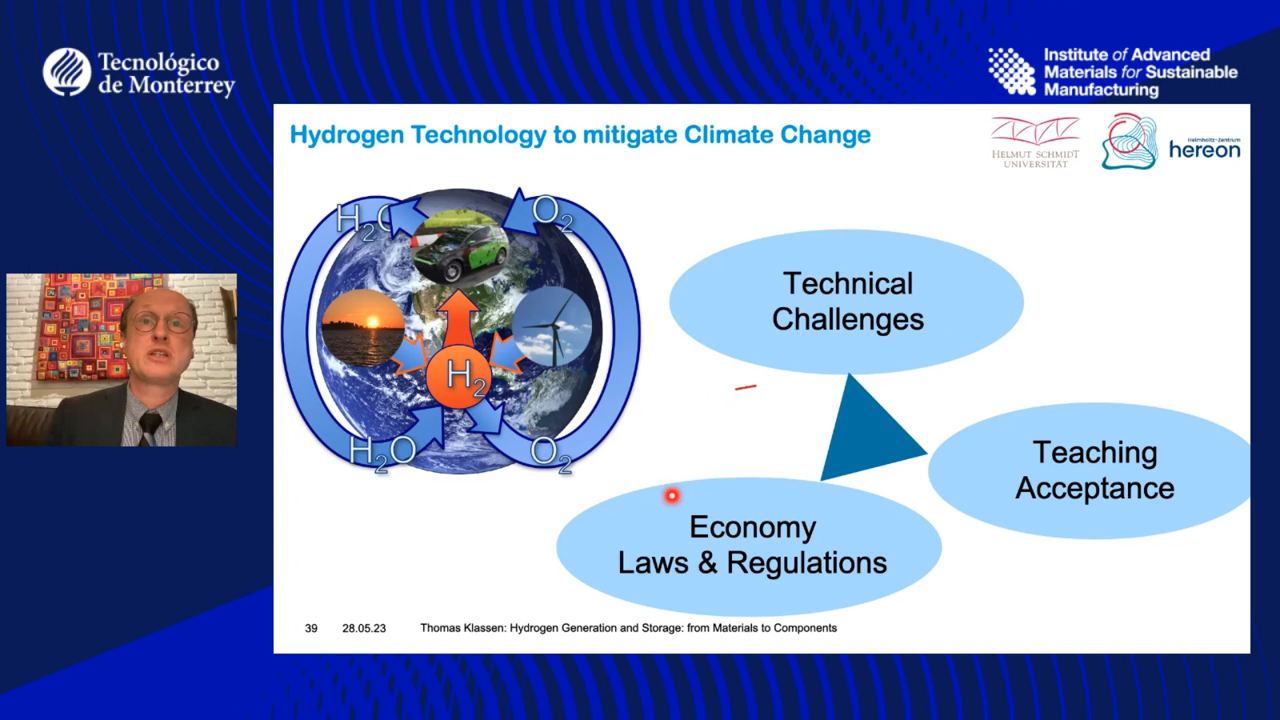 Tecnológico
de Monterrey
Institute of Advanced
Materials for Sustainable
Manufacturing
Hydrogen Technology to mitigate Climate Change
HELMUT SCHMIDT
UNIVERSITÄT
Helmholtz-Zentrum
hereon
H₂O
O₂
H₂
H₂O
O₂
Technical
Challenges
Teaching
Acceptance
Economy
Laws & Regulations
39 28.05.23 Thomas Klassen: Hydrogen Generation and Storage: from Materials to Components